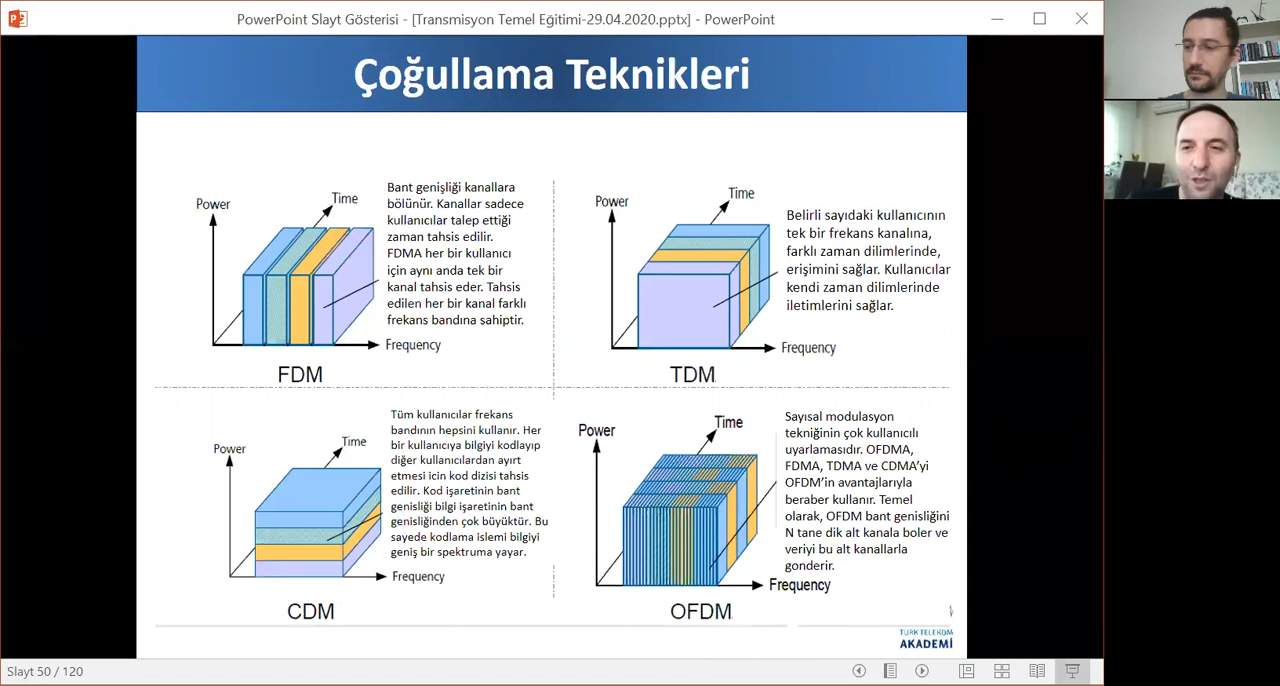 PowerPoint Slayt Gösterisi - [Transmisyon Temel Eğitimi-29.04.2020.pptx] - PowerPoint
Çoğullama Teknikleri
Power
Time
Bant genişliği kanallara
bölünür. Kanallar sadece
kullanıcılar talep ettiği
zaman tahsis edilir.
FDMA her bir kullanıcı
için aynı anda tek bir
kanal tahsis eder. Tahsis
edilen her bir kanal farklı
frekans bandına sahiptir.
Frequency
FDM
Power
Time
Belirli sayıdaki kullanıcının
tek bir frekans kanalına,
farklı zaman dilimlerinde,
erişimini sağlar. Kullanıcılar
kendi zaman dilimlerinde
iletimlerini sağlar.
Frequency
TDM
Power
Time
Tüm kullanıcılar frekans
bandının hepsini kullanır. Her
bir kullanıcıya bilgiyi kodlayıp
diğer kullanıcılardan ayırt
etmesi icin kod dizisi tahsis
edilir. Kod işaretinin bant
genişliği bilgi işaretinin bant
genisliğinden çok büyüktür. Bu
sayede kodlama islemi bilgiyi
geniş bir spektruma yayar.
Frequency
CDM
Power
Time
Sayısal modulasyon
tekniğinin çok kullanıcılı
uyarlamasıdır. OFDMA,
FDMA, TDMA ve CDMA'yi
OFDM'in avantajlarıyla
beraber kullanır. Temel
olarak, OFDM bant genisliğini
N tane dik alt kanala boler ve
veriyi bu alt kanallarla
gonderir.
Frequency
OFDM
TÜRK TELEKOM
AKADEMİ
Slayt 50 / 120